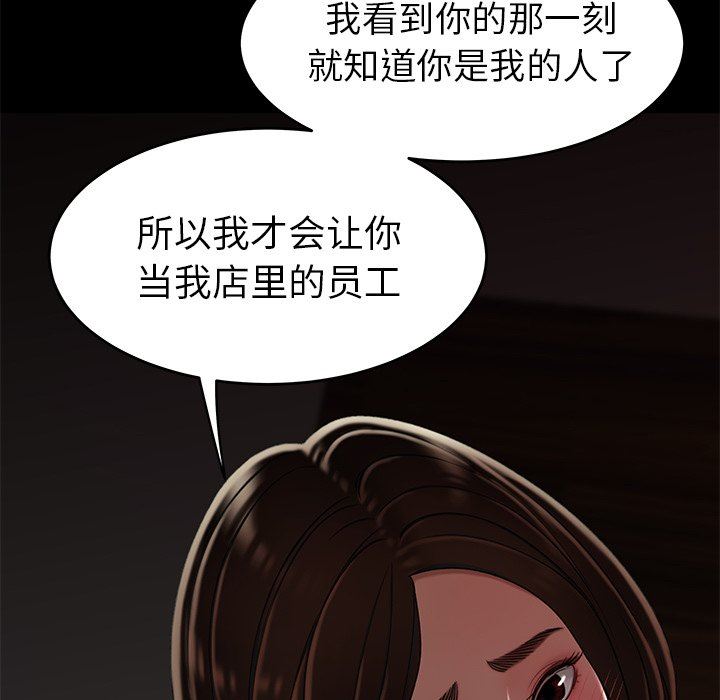 我看到你的那一刻
就知道你是我的人了
所以我才会让你
当我店里的员工